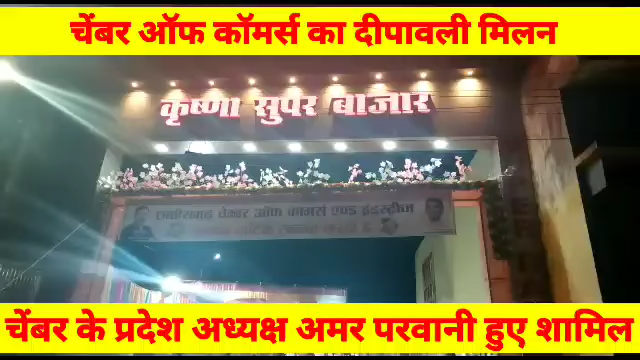 चेंबर ऑफ कॉमर्स का दीपावली मिलन
कृष्णा सुपर बाजार
छत्तीसगढ़ चेम्बर ऑफ कामर्स एण्ड इंडस्ट्रीज
चेंबर के प्रदेश अध्यक्ष अमर परवानी हुए शामिल